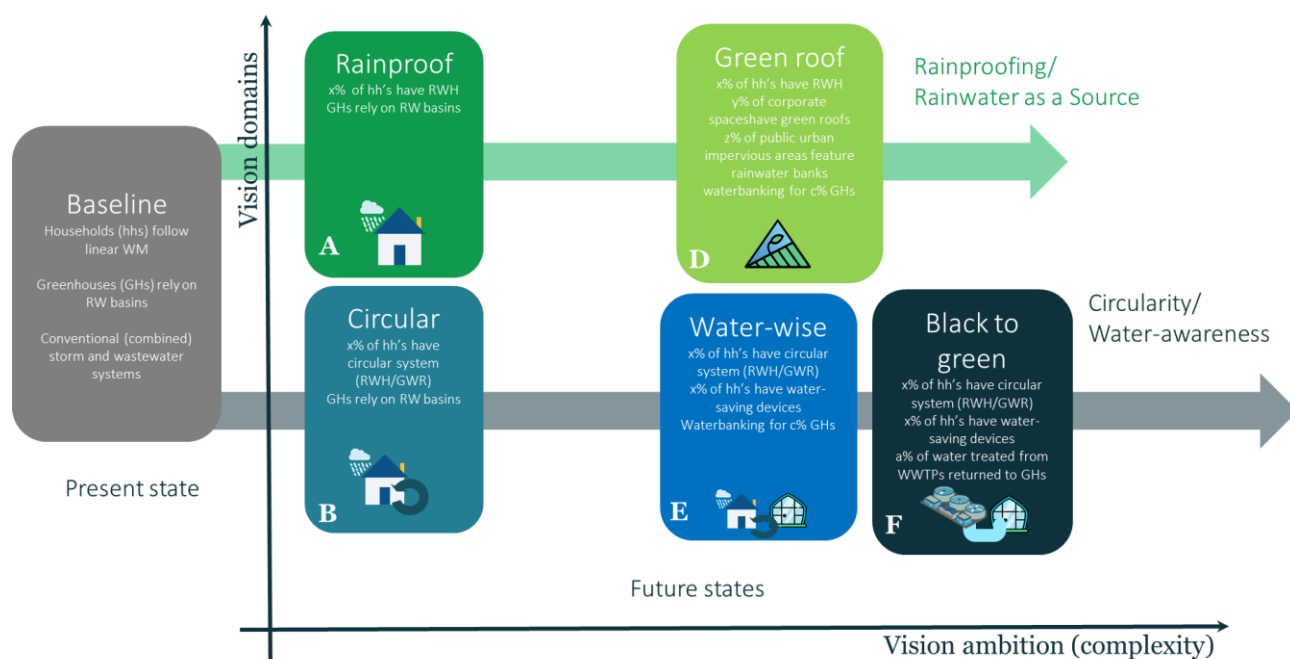 Vision domains
Baseline
Households (hhs) follow
linear WM
Greenhouses (GHs) rely on
RW basins
Conventional (combined)
storm and wastewater
systems
Present state
Rainproof
x% of hh's have RWH
GHs rely on RW basins
A
Green roof
x% of hh's have RWH
y% of corporate
spaceshave green roofs
z% of public urban
impervious areas feature
rainwater banks
waterbanking for c% GHs
D
Rainproofing/
Rainwater as a Source
Circular
x% of hh's have
circular system
(RWH/GWR)
GHs rely on RW basins
B
Water-wise
x% of hh's have circular
system (RWH/GWR)
x% of hh's have water-
saving devices
Waterbanking for c% GHs
E
Black to
green
x% of hh's have circular
system (RWH/GWR)
x% of hh's have water-
saving devices
a% of water treated from
WWTPs returned to GHs
F
Circularity/
Water-awareness
Future states
Vision ambition (complexity)